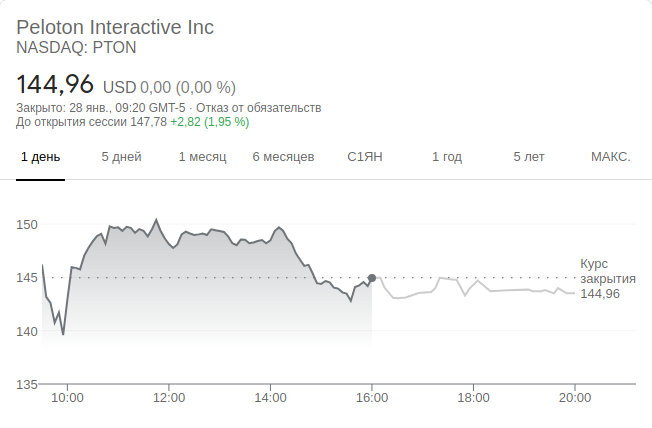 Peloton Interactive Inc
NASDAQ: PTON
144,96 USD 0,00 (0,00 %)
Закрыто: 28 янв., 09:20 GMT-5 · Отказ от обязательств
До открытия сессии 147,78 +2,82 (1,95 %)
1 день 5 дней 1 месяц 6 месяцев С1ЯН 1 год 5 лет МАКС.
150
145
140
135
Курс
закрытия
144,96
10:00 12:00 14:00 16:00 18:00 20:00